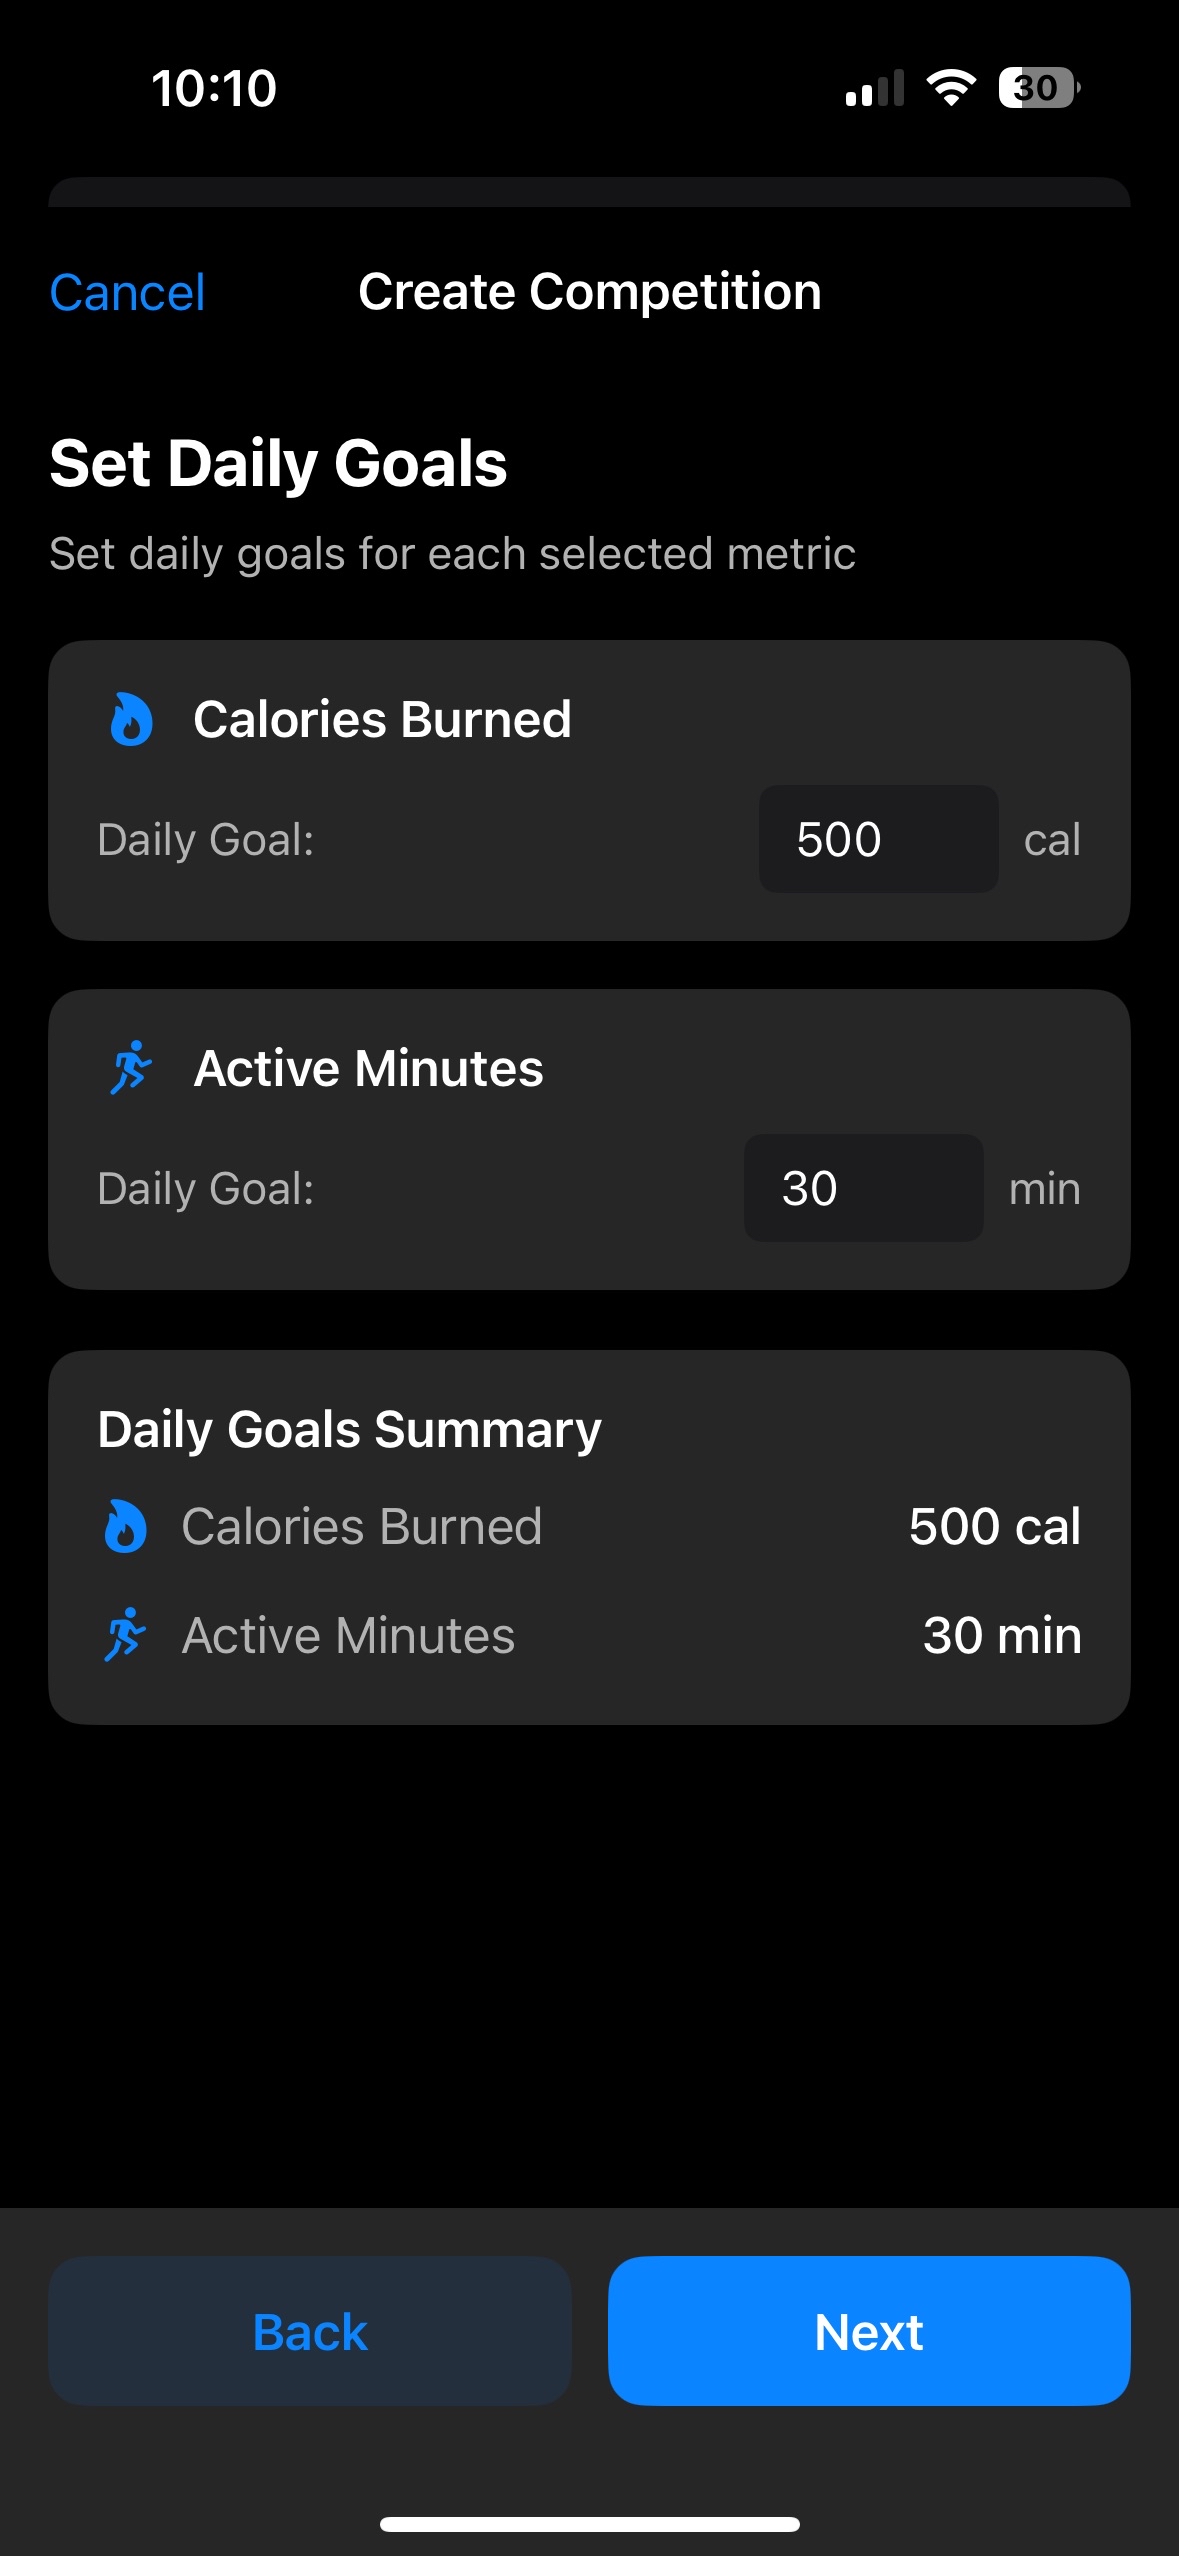 10:10
30
Cancel
Create Competition
Set Daily Goals
Set daily goals for each selected metric
Calories Burned
Daily Goal: 500 cal
Active Minutes
Daily Goal: 30 min
Daily Goals Summary
Calories Burned 500 cal
Active Minutes 30 min
Back
Next